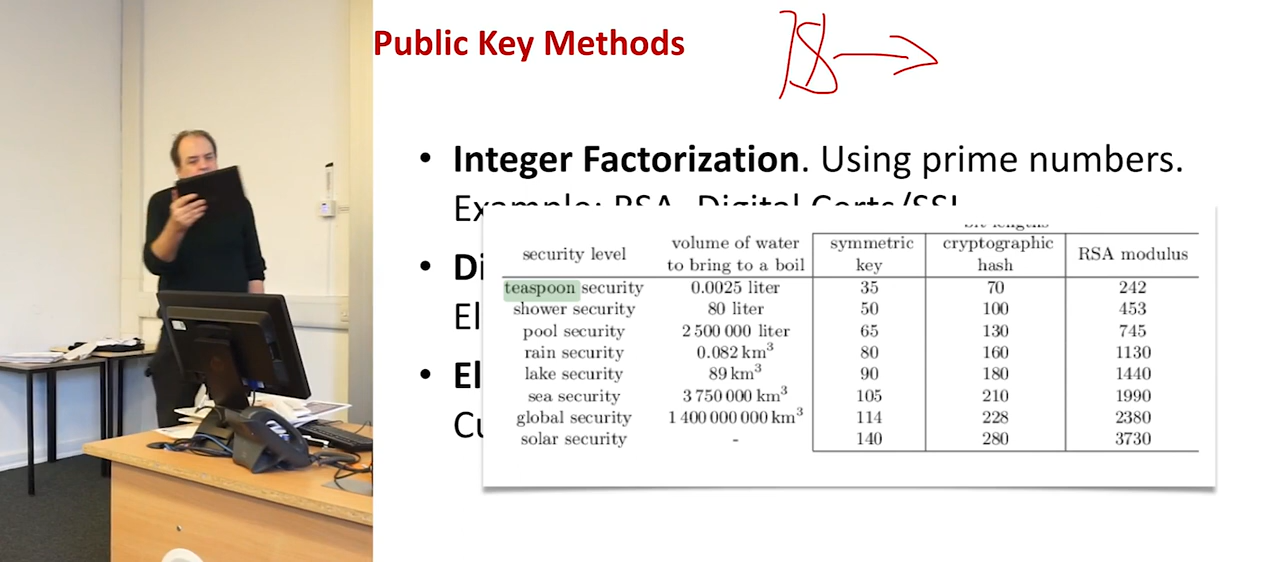 Public Key Methods
18
• Integer Factorization. Using prime numbers.
Example: RSA, Digital Certs/SSL
• Di
El
• El
Cu
bit lengths
security level volume of water to bring to a boil symmetric key cryptographic hash RSA modulus
teaspoon security 0.0025 liter 35 70 242
shower security 80 liter 50 100 453
pool security 2 500 000 liter 65 130 745
rain security 0.082 km³ 80 160 1130
lake security 89 km³ 90 180 1440
sea security 3 750 000 km³ 105 210 1990
global security 1 400 000 000 km³ 114 228 2380
solar security - 140 280 3730